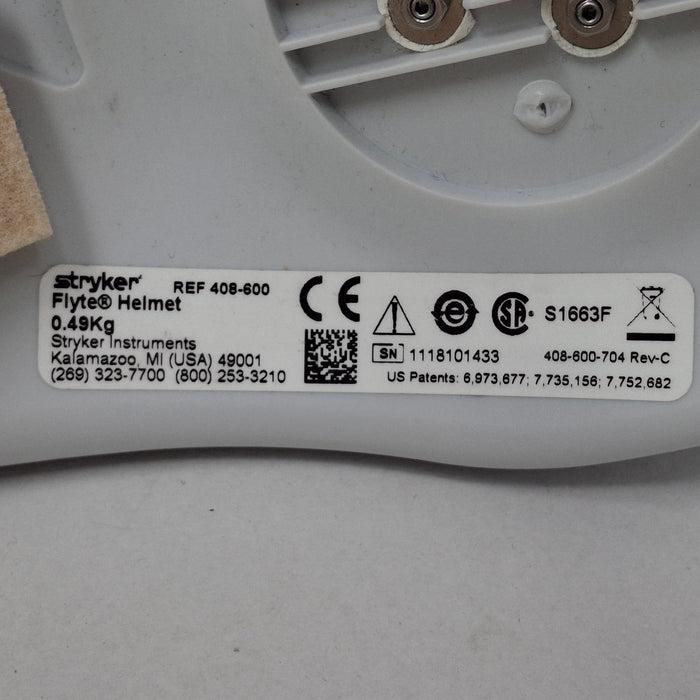 stryker®
REF 408-600
Flyte® Helmet
0.49Kg
Stryker Instruments
Kalamazoo, MI (USA) 49001
(269) 323-7700 (800) 253-3210
CE
SA®
S1663F
SN 1118101433
408-600-704 Rev-C
US Patents: 6,973,677; 7,735,156; 7,752,682